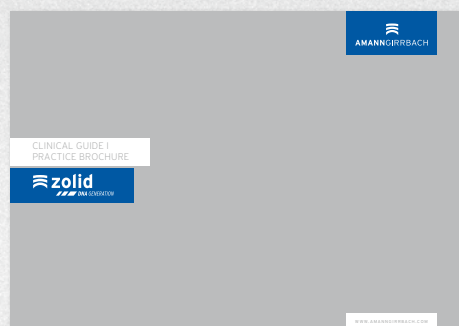 AMANNGIRRBACH
CLINICAL GUIDE I
PRACTICE BROCHURE
zolid
DNA GENERATION
WWW.AMANNGIRRBACH.COM